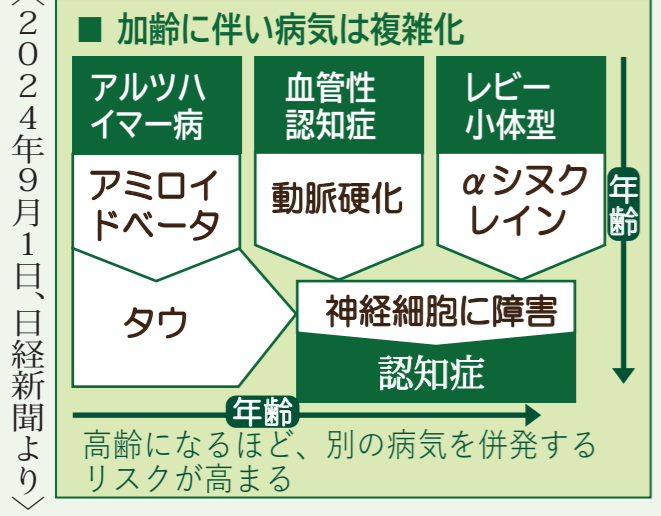 〈2024年9月1日、日経新聞より〉
■ 加齢に伴い病気は複雑化
アルツハ
イマー病
血管性
認知症
レビー
小体型
アミロイ
ドベータ
動脈硬化
αシヌク
レイン
年齢
タウ
神経細胞に障害
認知症
年齢
高齢になるほど、別の病気を併発する
リスクが高まる